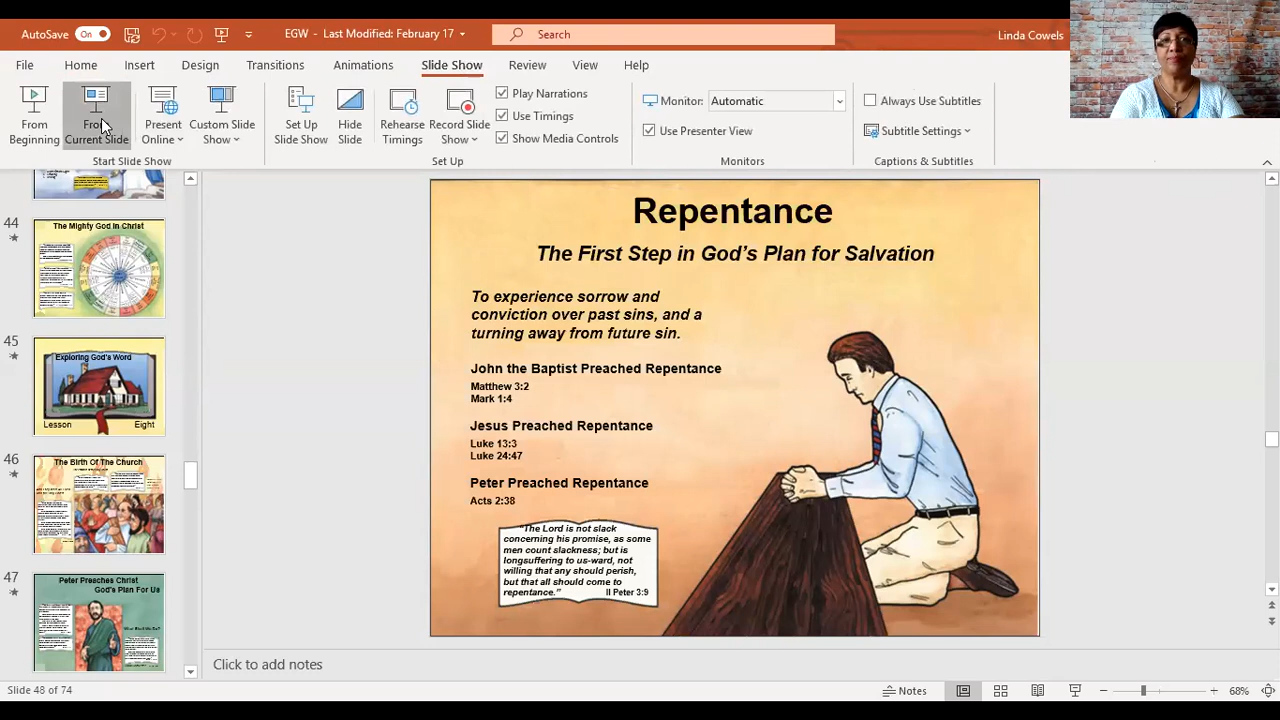 AutoSave On EGW - Last Modified: February 17 Search Linda Cowels
File Home Insert Design Transitions Animations Slide Show Review View Help
From Beginning
From Current Slide
Present Online
Custom Slide Show
Start Slide Show
Set Up Slide Show
Hide Slide
Rehearse Timings
Record Slide Show
Play Narrations
Use Timings
Show Media Controls
Set Up
Monitor: Automatic
Use Presenter View
Monitors
Always Use Subtitles
Subtitle Settings
Captions & Subtitles
44
The Mighty God In Christ
45
Exploring God's Word
Lesson Eight
46
The Birth Of The Church
47
Peter Preaches Christ
God's Plan For Us
Repentance
The First Step in God's Plan for Salvation
To experience sorrow and
conviction over past sins, and a
turning away from future sin.
John the Baptist Preached Repentance
Matthew 3:2
Mark 1:4
Jesus Preached Repentance
Luke 13:3
Luke 24:47
Peter Preached Repentance
Acts 2:38
"The Lord is not slack
concerning his promise, as some
men count slackness; but is
longsuffering to us-ward, not
willing that any should perish,
but that all should come to
repentance." II Peter 3:9
Click to add notes
Slide 48 of 74 Notes 68%